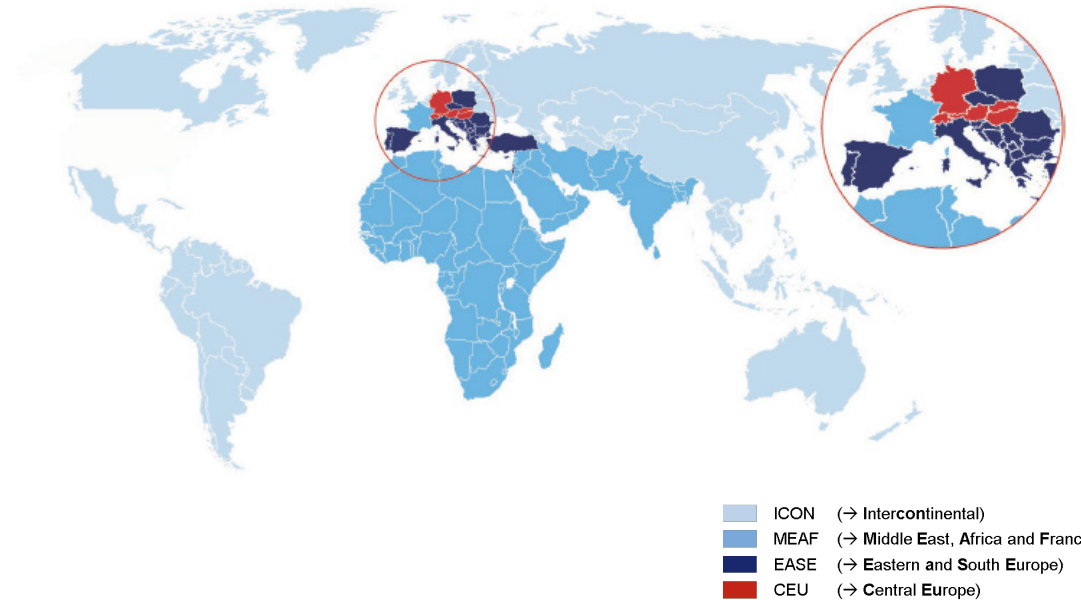 ICON (→ Intercontinental)
MEAF (→ Middle East, Africa and Franc
EASE (→ Eastern and South Europe)
CEU (→ Central Europe)